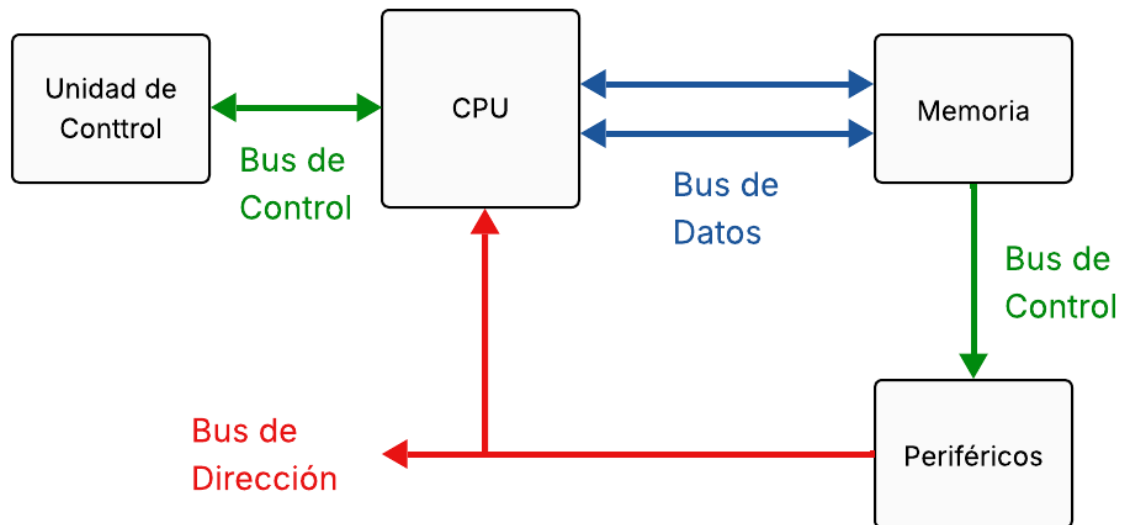 Unidad de
Conttrol
CPU
Memoria
Bus de
Control
Bus de
Datos
Bus de
Control
Bus de
Dirección
Periféricos